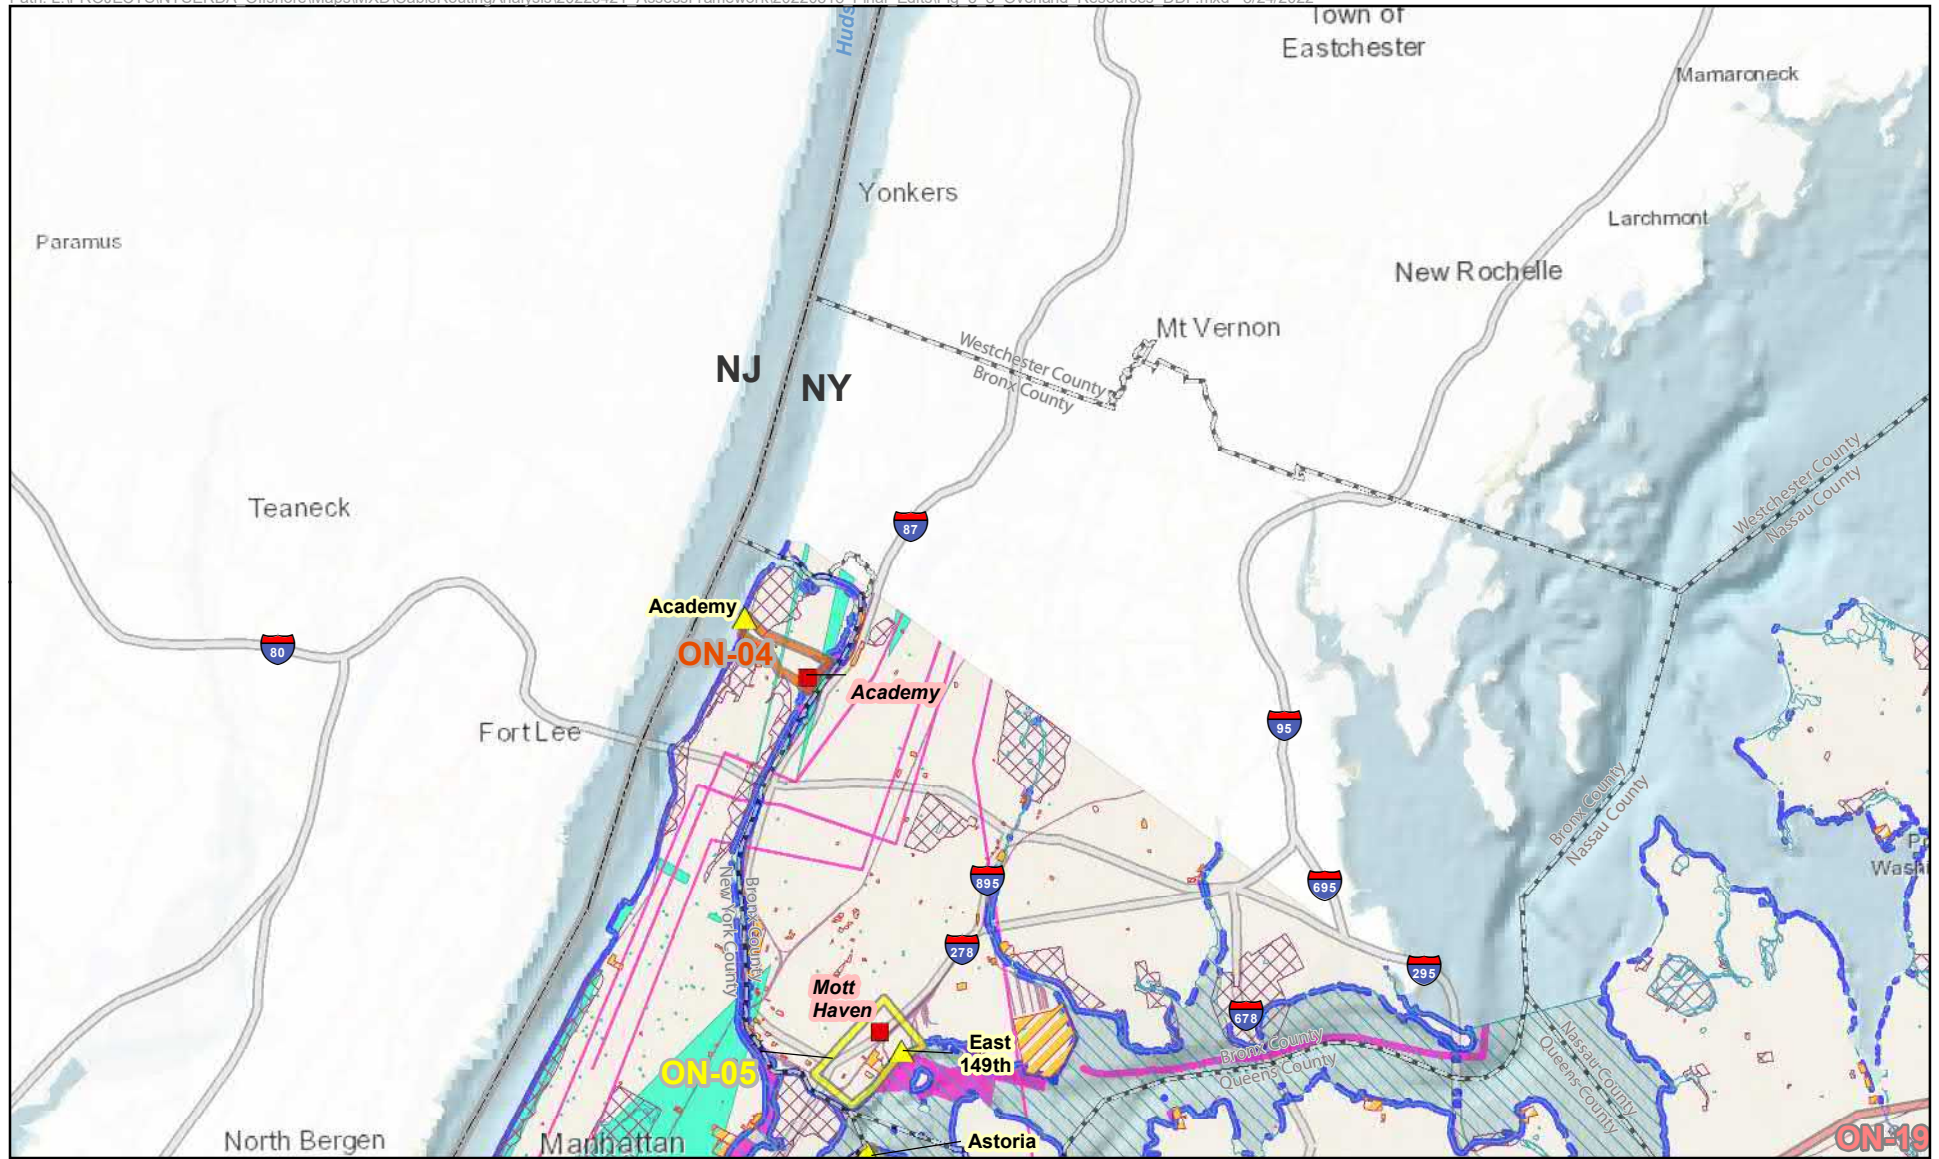 Huds
Town of
Eastchester
Mamaroneck
Yonkers
Larchmont
Paramus
New Rochelle
Mt Vernon
Westchester County
Bronx County
NJ
NY
Westchester County
Nassau County
Teaneck
87
Academy
80
ON-04
Academy
95
Fort Lee
Bronx County
Nassau County
895
695
Bronx County
New York County
278
295
Mott
Haven
678
East
149th
Bronx County
Queens County
Nassau County
Queens County
ON-05
North Bergen
Manhattan
Astoria
ON-19